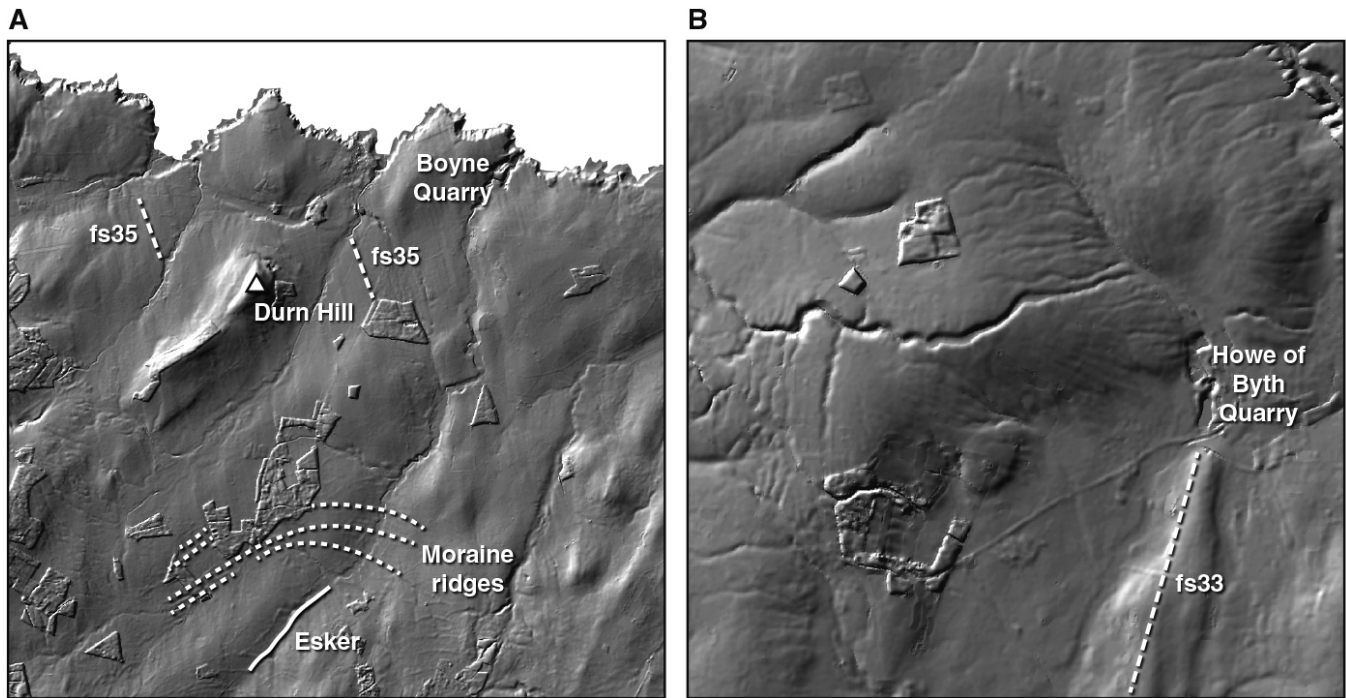 A
B
Boyne
Quarry
fs35
fs35
Durn Hill
Howe of
Byth
Quarry
Moraine
ridges
fs33
Esker